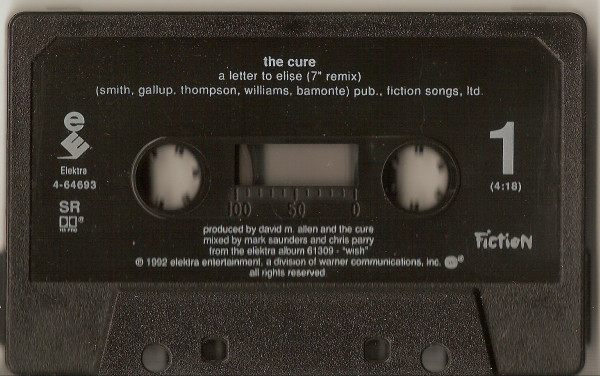 the cure
a letter to elise (7" remix)
(smith, gallup, thompson, williams, bamonte) pub., fiction songs, ltd.
e
Elektra
4-64693
SR
1
(4:18)
100 50 0
produced by david m. allen and the cure
mixed by mark saunders and chris parry
from the elektra album 61309 - "wish"
℗ 1992 elektra entertainment, a division of warner communications, inc.
all rights reserved.
Fiction